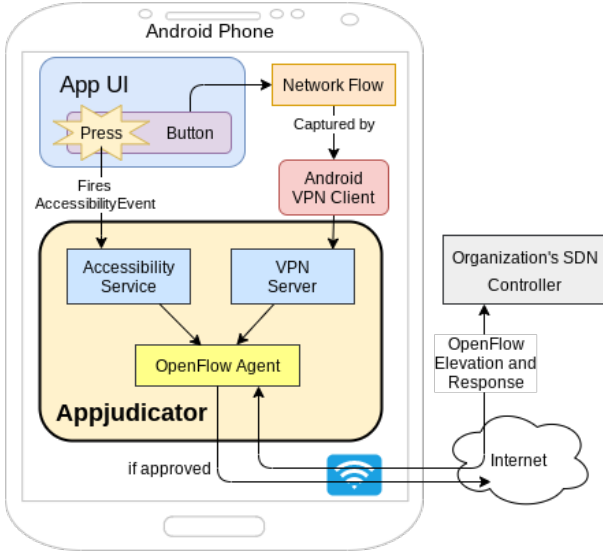 Android Phone
App UI
Press
Button
Network Flow
Captured by
Android
VPN Client
Fires
AccessibilityEvent
Accessibility
Service
VPN
Server
OpenFlow Agent
Appjudicator
if approved
Organization's SDN
Controller
OpenFlow
Elevation and
Response
Internet